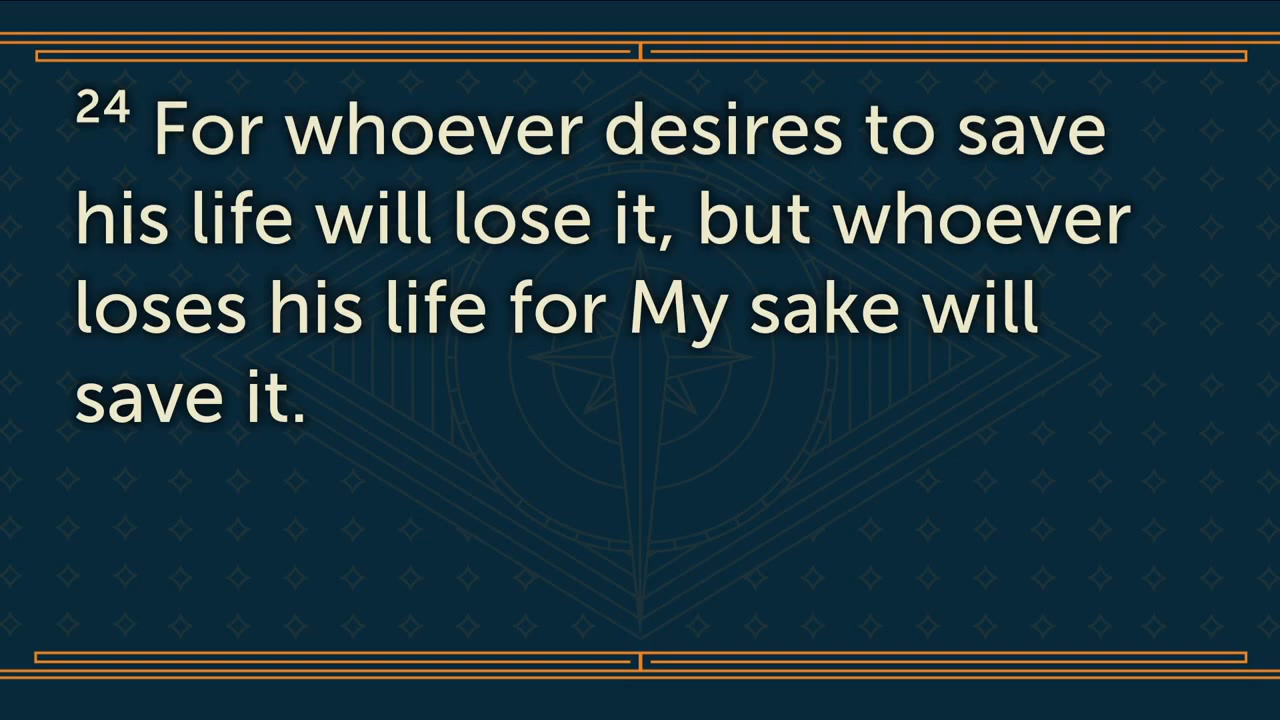 24 For whoever desires to save
his life will lose it, but whoever
loses his life for My sake will
save it.